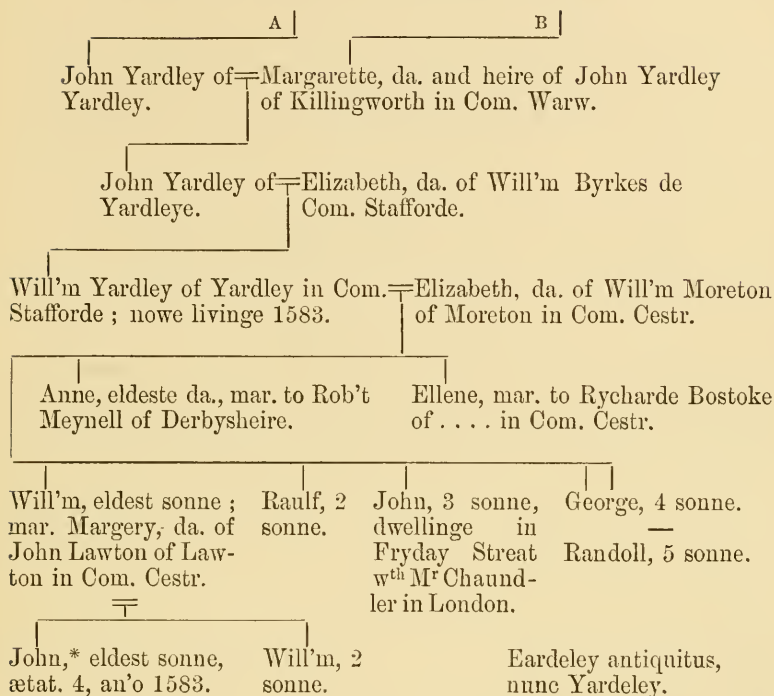 A B
John Yardley of Margarette, da. and heire of John Yardley
Yardley. of Killingworth in Com. Warw.
John Yardley of Elizabeth, da. of Will'm Byrkes de
Yardleye. Com. Stafforde.
Will'm Yardley of Yardley in Com. Elizabeth, da. of Will'm Moreton
Stafforde ; nowe livinge 1583. of Moreton in Com. Cestr.
Anne, eldeste da., mar. to Rob't
Meynell of Derbysheire.
Ellene, mar. to Rycharde Bostoke
of . . . . in Com. Cestr.
Will'm, eldest sonne ;
mar. Margery, da. of
John Lawton of Law-
ton in Com. Cestr.
Raulf, 2
sonne.
John, 3 sonne,
dwellinge in
Fryday Streat
wth Mr Chaund-
ler in London.
George, 4 sonne.
—
Randoll, 5 sonne.
John,* eldest sonne,
ætat. 4, an'o 1583.
Will'm, 2
sonne.
Eardeley antiquitus,
nunc Yardeley.